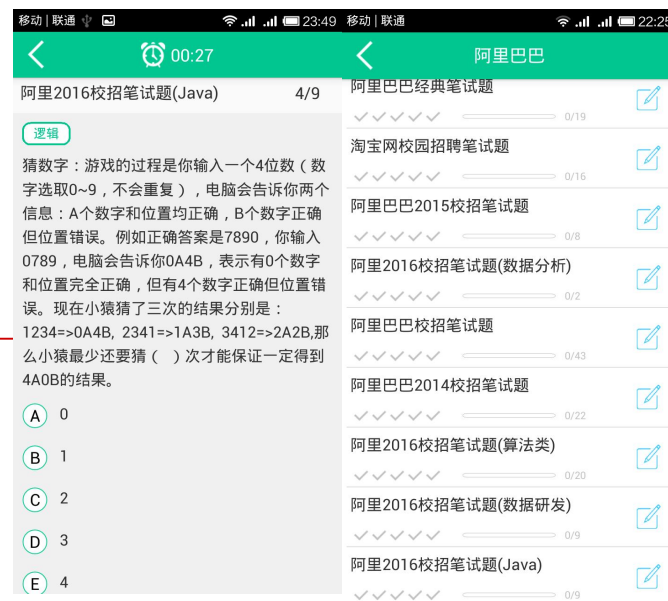 移动 | 联通
23:49
00:27
阿里2016校招笔试题(Java)
4/9
逻辑
猜数字：游戏的过程是你输入一个4位数（数
字选取0~9，不会重复），电脑会告诉你两个
信息：A个数字和位置均正确，B个数字正确
但位置错误。例如正确答案是7890，你输入
0789，电脑会告诉你0A4B，表示有0个数字
和位置完全正确，但有4个数字正确但位置错
误。现在小猿猜了三次的结果分别是：
1234=>0A4B, 2341=>1A3B, 3412=>2A2B,那
么小猿最少还要猜（ ）次才能保证一定得到
4A0B的结果。
A 0
B 1
C 2
D 3
E 4
移动 | 联通
22:25
阿里巴巴
阿里巴巴经典笔试题
0/19
淘宝网校园招聘笔试题
0/16
阿里巴巴2015校招笔试题
0/8
阿里2016校招笔试题(数据分析)
0/2
阿里巴巴校招笔试题
0/43
阿里巴巴2014校招笔试题
0/22
阿里2016校招笔试题(算法类)
0/20
阿里2016校招笔试题(数据研发)
0/9
阿里2016校招笔试题(Java)
0/9